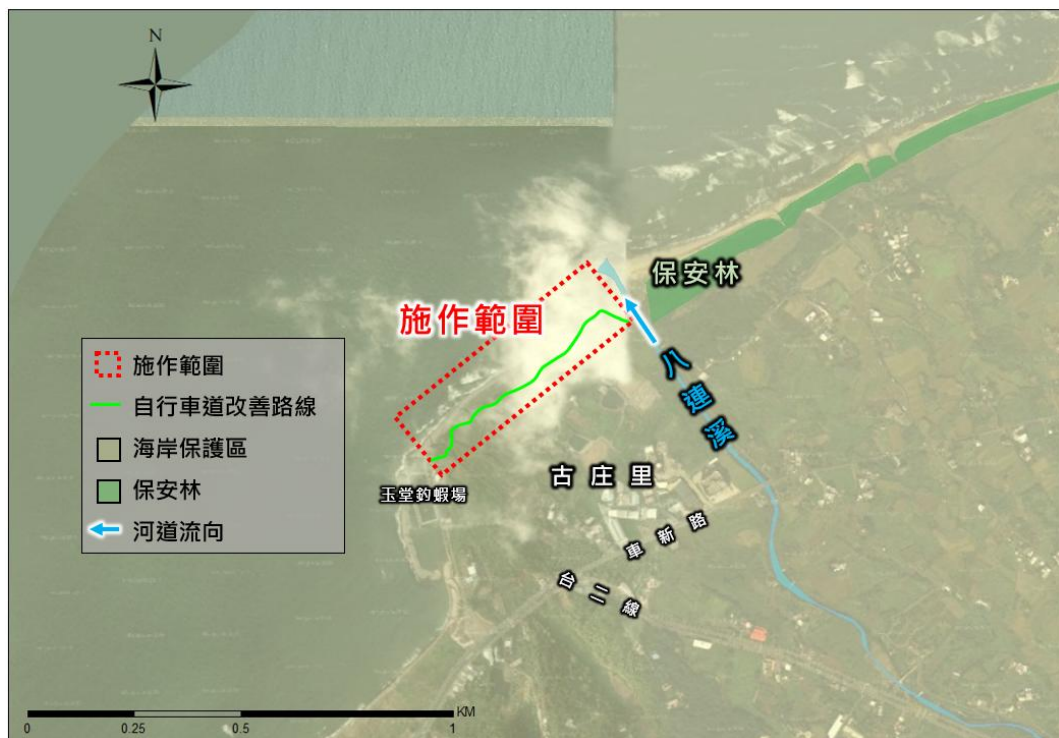 N
保安林
施作範圍
施作範圍
自行車道改善路線
海岸保護區
保安林
河道流向
八連溪
古庄里
玉堂釣蝦場
車新路
台二線
KM
0 0.25 0.5 1